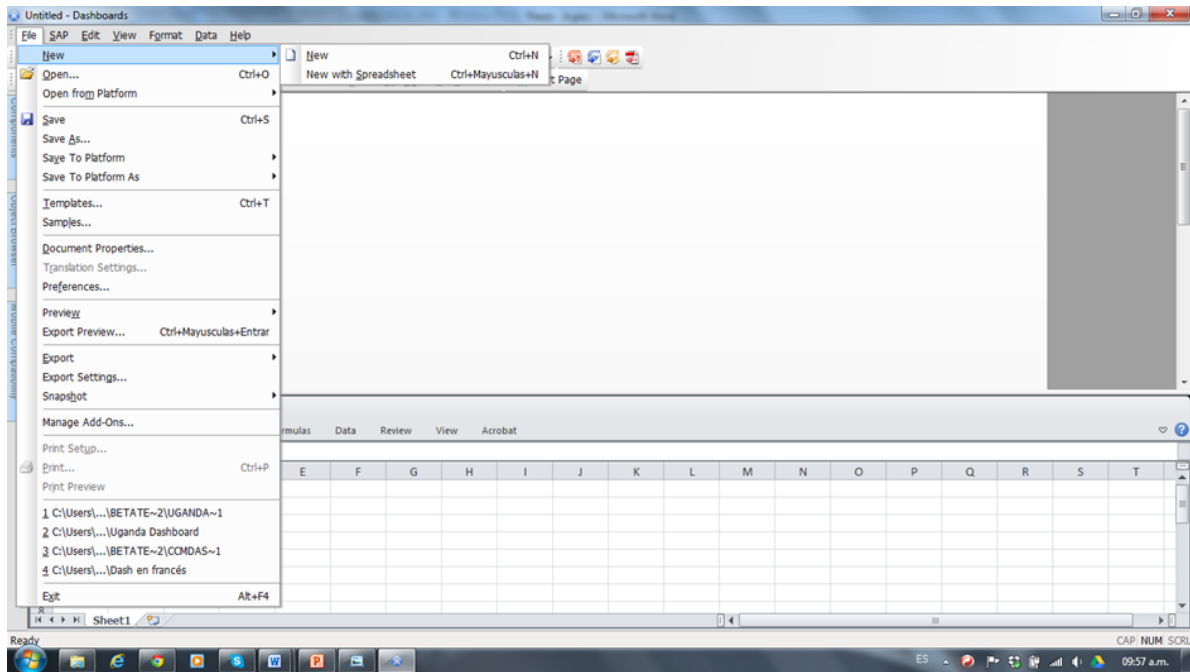 Untitled - Dashboards
File SAP Edit View Format Data Help
New
New Ctrl+N
New with Spreadsheet Ctrl+Mayusculas+N
t Page
Open... Ctrl+O
Open from Platform
Save Ctrl+S
Save As...
Save To Platform
Save To Platform As
Templates... Ctrl+T
Samples...
Document Properties...
Translation Settings...
Preferences...
Preview
Export Preview... Ctrl+Mayusculas+Entrar
Export
Export Settings...
Snapshot
Manage Add-Ons...
Print Setup...
Print... Ctrl+P
Print Preview
1 C:\Users\...\BETATE~2\UGANDA~1
2 C:\Users\...\Uganda Dashboard
3 C:\Users\...\BETATE~2\CCMDAS~1
4 C:\Users\...\Dash en francés
Exit Alt+F4
Components
Object Browser
Mobile Compatibility
rmulas Data Review View Acrobat
E F G H I J K L M N O P Q R S T
Sheet1
Ready
CAP NUM SCRL
ES
09:57 a.m.